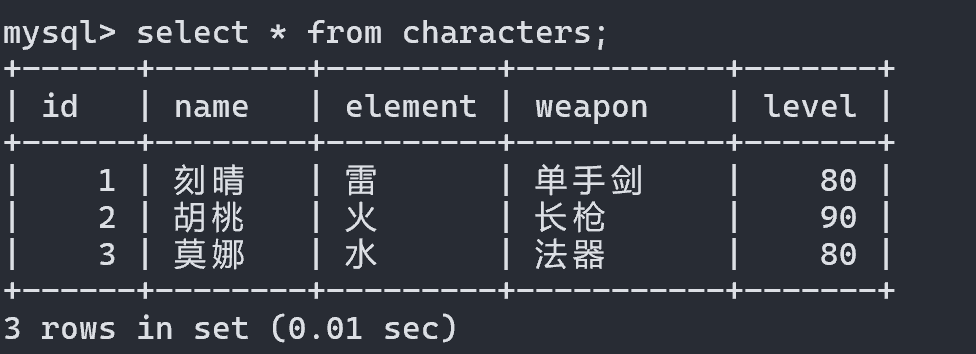 mysql> select * from characters;
+------+--------+---------+-----------+-------+
| id   | name   | element | weapon    | level |
+------+--------+---------+-----------+-------+
|    1 | 刻晴   | 雷      | 单手剑    |    80 |
|    2 | 胡桃   | 火      | 长枪      |    90 |
|    3 | 莫娜   | 水      | 法器      |    80 |
+------+--------+---------+-----------+-------+
3 rows in set (0.01 sec)